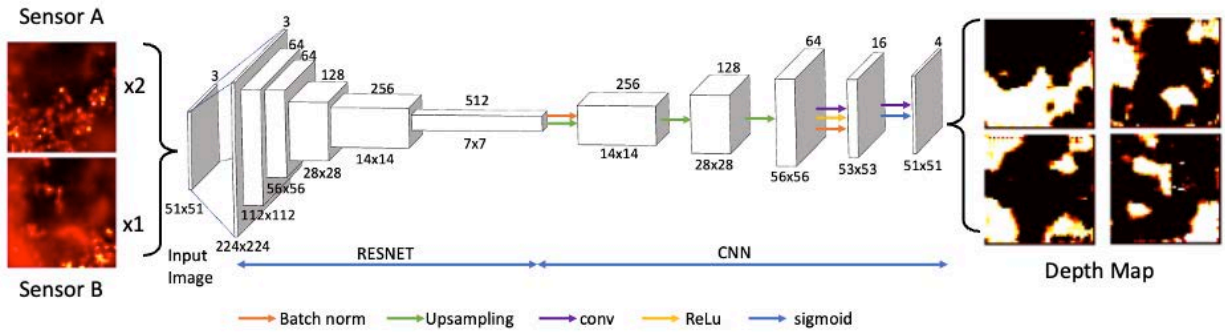 Sensor A
x2
Sensor B
x1
Input
Image
3
51x51
3
224x224
64
112x112
64
56x56
128
28x28
256
14x14
512
7x7
256
14x14
128
28x28
64
56x56
16
53x53
4
51x51
RESNET
CNN
Depth Map
Batch norm
Upsampling
conv
ReLu
sigmoid